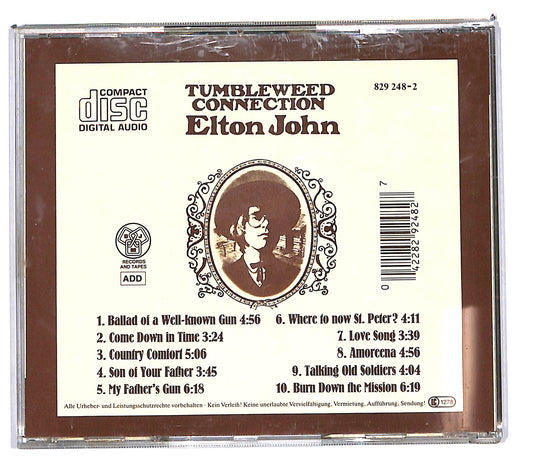 COMPACT
disc
DIGITAL AUDIO
TUMBLEWEED
CONNECTION
Elton John
829 248-2
0 42282 92482 7
DJM
RECORDS
AND TAPES
ADD
1. Ballad of a Well-known Gun 4:56
2. Come Down in Time 3:24
3. Country Comfort 5:06
4. Son of Your Father 3:45
5. My Father's Gun 6:18
6. Where to now St. Peter? 4:11
7. Love Song 3:39
8. Amoreena 4:56
9. Talking Old Soldiers 4:04
10. Burn Down the Mission 6:19
Alle Urheber- und Leistungsschutzrechte vorbehalten · Kein Verleih! Keine unerlaubte Vervielfältigung, Vermietung, Aufführung, Sendung!
1278